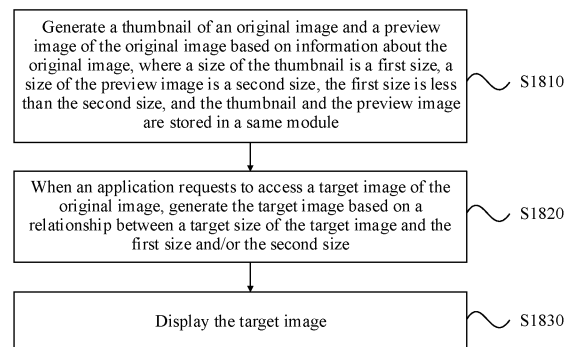 Generate a thumbnail of an original image and a preview
image of the original image based on information about the
original image, where a size of the thumbnail is a first size, a
size of the preview image is a second size, the first size is less
than the second size, and the thumbnail and the preview image
are stored in a same module
S1810
When an application requests to access a target image of the
original image, generate the target image based on a
relationship between a target size of the target image and the
first size and/or the second size
S1820
Display the target image
S1830